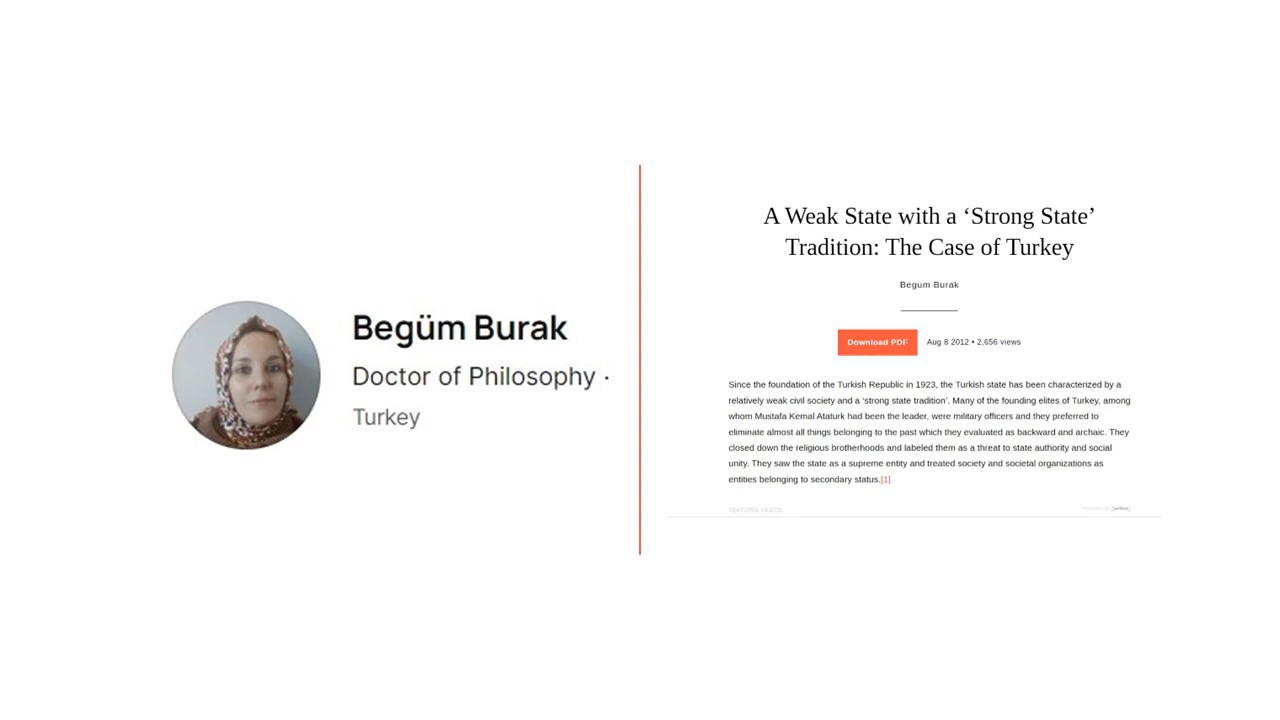 Begüm Burak
Doctor of Philosophy ·
Turkey
A Weak State with a ‘Strong State’
Tradition: The Case of Turkey
Begum Burak
Download PDF Aug 8 2012 • 2,656 views
Since the foundation of the Turkish Republic in 1923, the Turkish state has been characterized by a
relatively weak civil society and a ‘strong state tradition’. Many of the founding elites of Turkey, among
whom Mustafa Kemal Ataturk had been the leader, were military officers and they preferred to
eliminate almost all things belonging to the past which they evaluated as backward and archaic. They
closed down the religious brotherhoods and labeled them as a threat to state authority and social
unity. They saw the state as a supreme entity and treated society and societal organizations as
entities belonging to secondary status.[1]
FEATURED VIDEOS